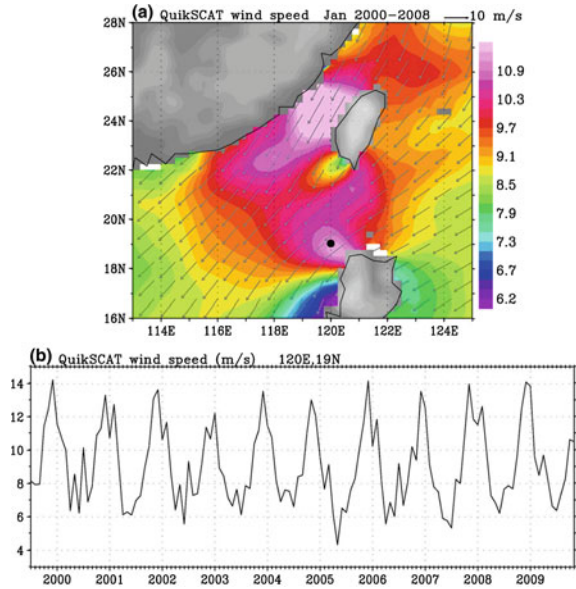 (a) QuikSCAT wind speed Jan 2000-2008 10 m/s
28N
26N
24N
22N
20N
18N
16N
114E 116E 118E 120E 122E 124E
10.9
10.3
9.7
9.1
8.5
7.9
7.3
6.7
6.2
(b) QuikSCAT wind speed (m/s) 120E,19N
14
12
10
8
6
4
2000 2001 2002 2003 2004 2005 2006 2007 2008 2009